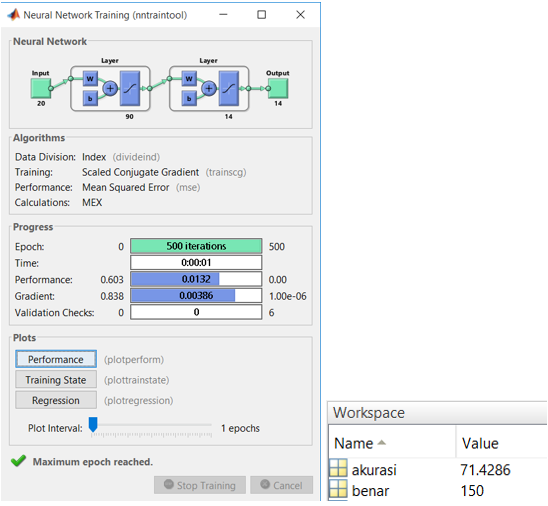 Neural Network Training (nntraintool)
Neural Network
Layer Layer
Input Output
W W
b b
20 14
90 14
Algorithms
Data Division: Index (divideind)
Training: Scaled Conjugate Gradient (trainscg)
Performance: Mean Squared Error (mse)
Calculations: MEX
Progress
Epoch: 0 500 iterations 500
Time: 0:00:01
Performance: 0.603 0.0132 0.00
Gradient: 0.838 0.00386 1.00e-06
Validation Checks: 0 0 6
Plots
Performance (plotperform)
Training State (plottrainstate)
Regression (plotregression)
Plot Interval: 1 epochs
Maximum epoch reached.
Stop Training Cancel
Workspace
Name Value
akurasi 71.4286
benar 150